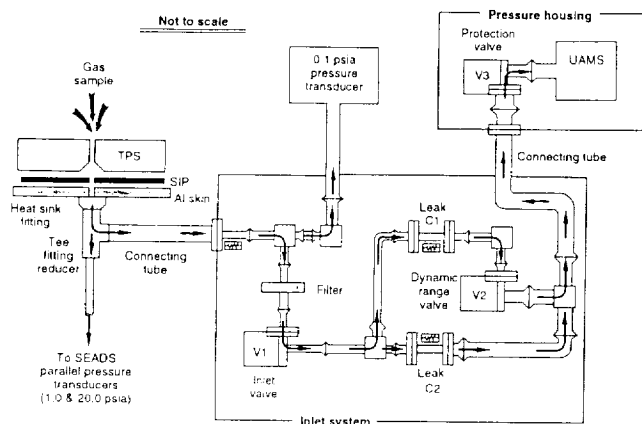 Not to scale
Gas
sample
TPS
SIP
Al skin
Heat sink
fitting
Tee
fitting
reducer
Connecting
tube
To SEADS
parallel pressure
transducers
(1.0 & 20.0 psia)
0.1 psia
pressure
transducer
Pressure housing
Protection
valve
V3
UAMS
Connecting tube
Leak
C1
Dynamic
range
valve
V2
Filter
V1
Inlet
valve
Leak
C2
Inlet system